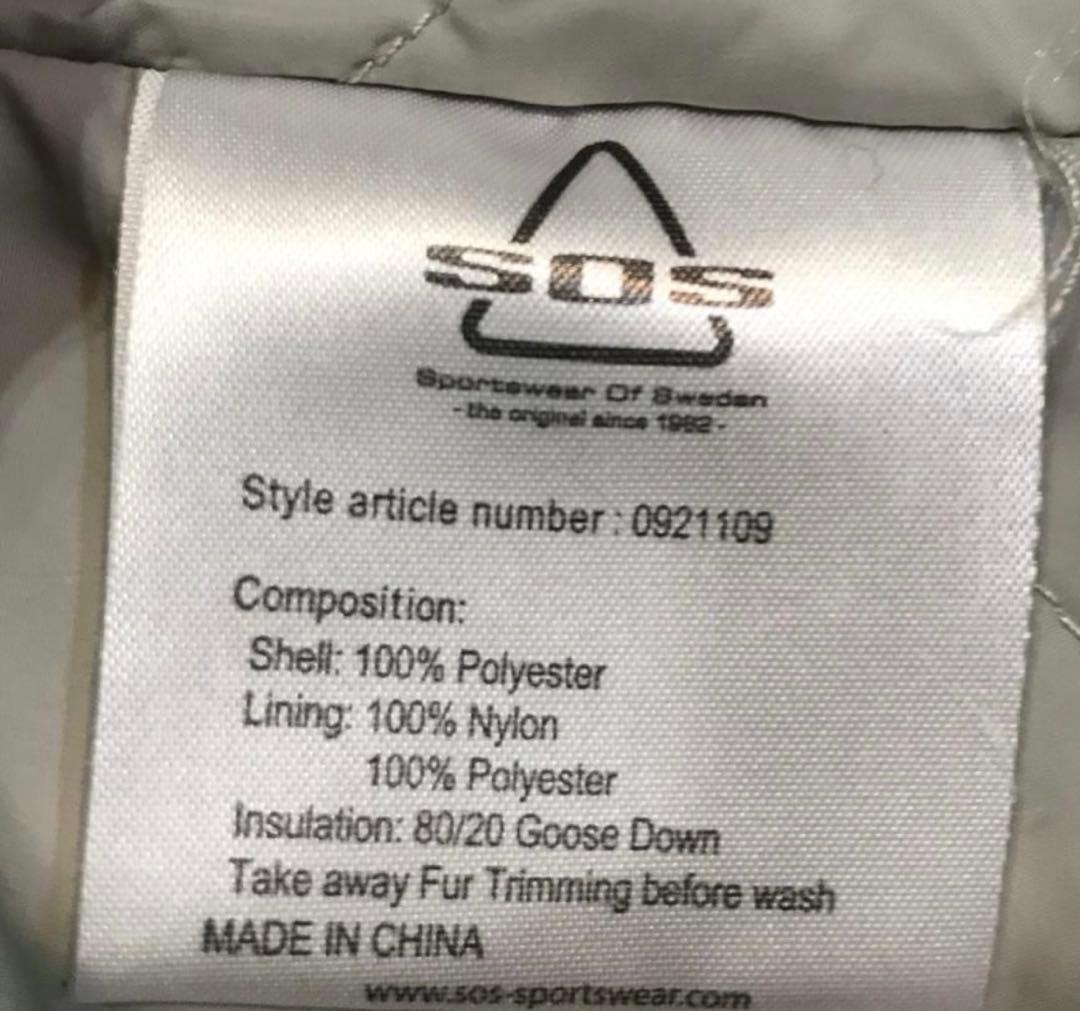 SOS
Sportswear Of Sweden
- the original since 1982 -
Style article number : 0921109
Composition:
Shell: 100% Polyester
Lining: 100% Nylon
100% Polyester
Insulation: 80/20 Goose Down
Take away Fur Trimming before wash
MADE IN CHINA
www.sos-sportswear.com